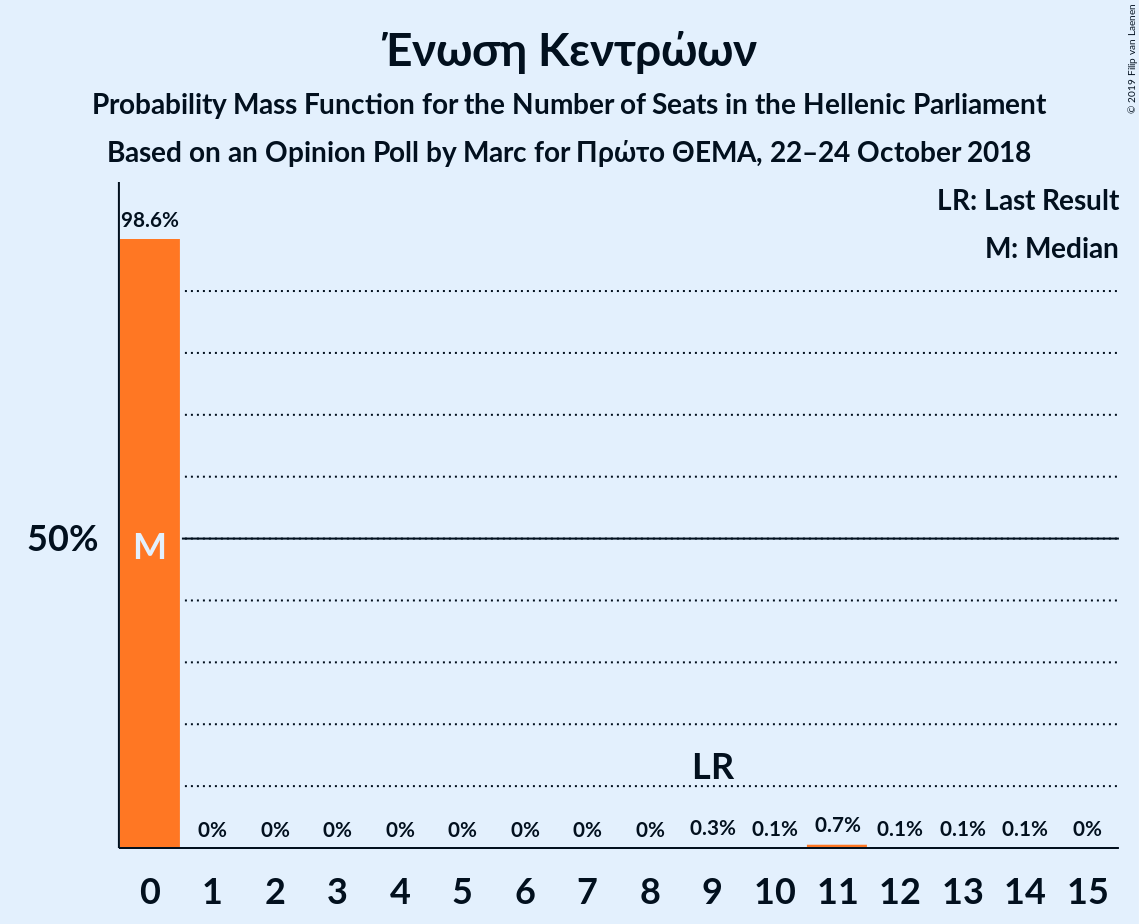 Ένωση Κεντρώων
Probability Mass Function for the Number of Seats in the Hellenic Parliament
Based on an Opinion Poll by Marc for Πρώτο ΘΕΜΑ, 22–24 October 2018
© 2019 Filip van Laenen
LR: Last Result
M: Median
98.6%
50%
M
LR
0% 0% 0% 0% 0% 0% 0% 0% 0.3% 0.1% 0.7% 0.1% 0.1% 0.1% 0%
0 1 2 3 4 5 6 7 8 9 10 11 12 13 14 15